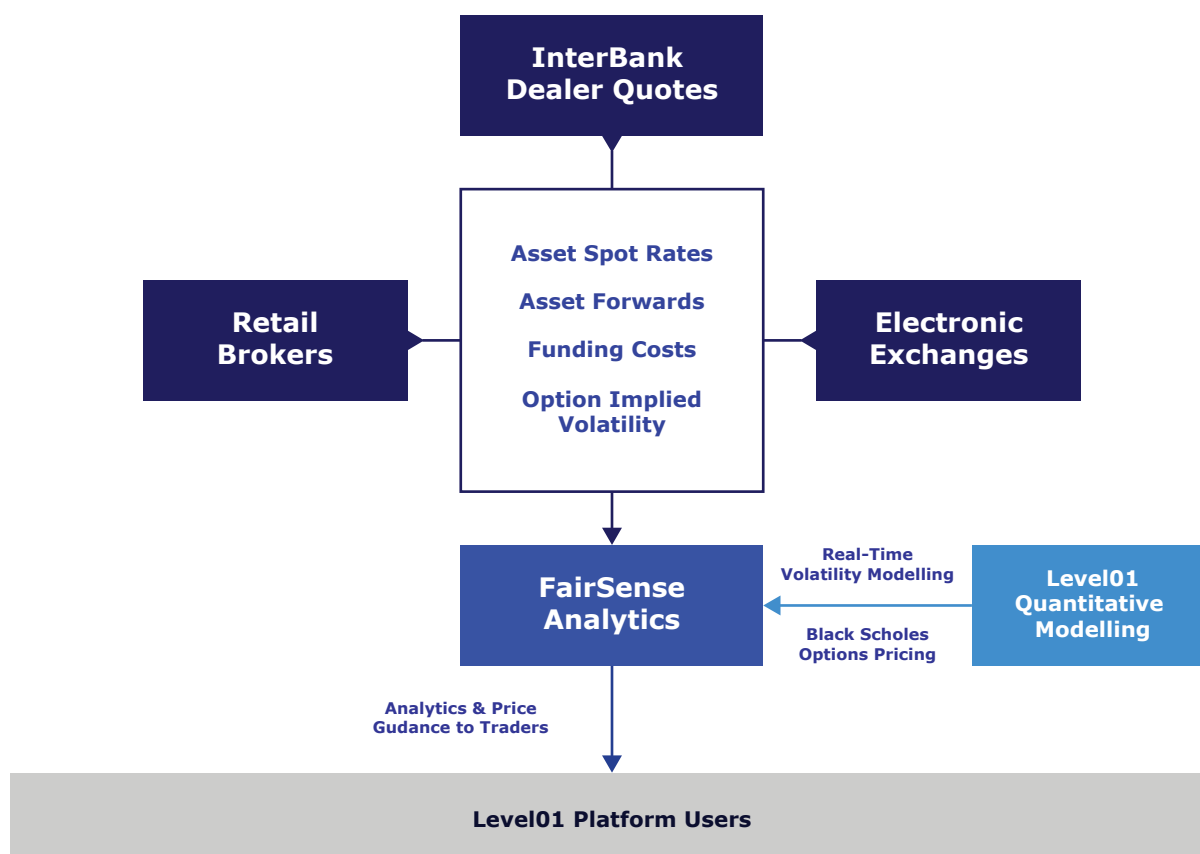 InterBank
Dealer Quotes
Asset Spot Rates
Asset Forwards
Funding Costs
Option Implied
Volatility
Retail
Brokers
Electronic
Exchanges
FairSense
Analytics
Real-Time
Volatility Modelling
Black Scholes
Options Pricing
Level01
Quantitative
Modelling
Analytics & Price
Gudance to Traders
Level01 Platform Users